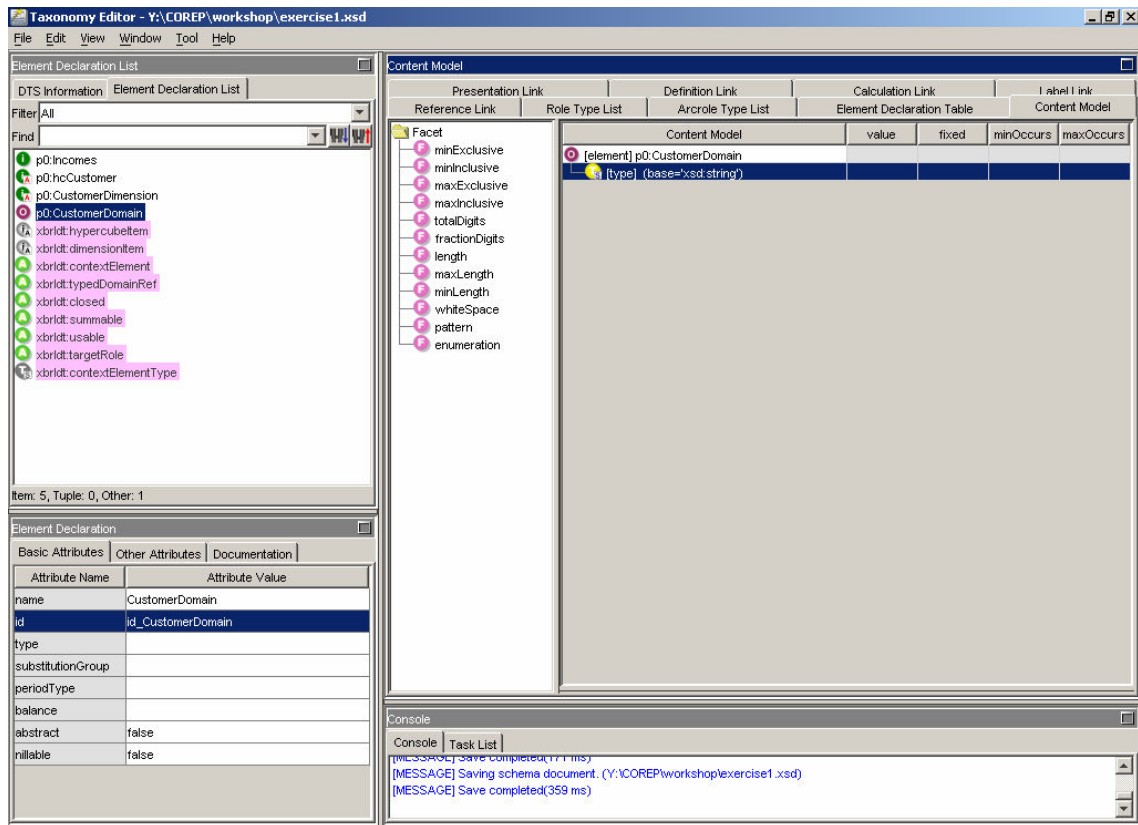 Taxonomy Editor - Y:\COREP\workshop\exercise1.xsd
File Edit View Window Tool Help
Element Declaration List
DTS Information Element Declaration List
Filter All
Find
p0:Incomes
p0:hcCustomer
p0:CustomerDimension
p0:CustomerDomain
xbrldt:hypercubeItem
xbrldt:dimensionItem
xbrldt:contextElement
xbrldt:typedDomainRef
xbrldt:closed
xbrldt:summable
xbrldt:usable
xbrldt:targetRole
xbrldt:contextElementType
Item: 5, Tuple: 0, Other: 1
Element Declaration
Basic Attributes Other Attributes Documentation
Attribute Name Attribute Value
name CustomerDomain
id id_CustomerDomain
type
substitutionGroup
periodType
balance
abstract false
nillable false
Content Model
Presentation Link Definition Link Calculation Link Label Link
Reference Link Role Type List Arcrole Type List Element Declaration Table Content Model
Facet
minExclusive
minInclusive
maxExclusive
maxInclusive
totalDigits
fractionDigits
length
maxLength
minLength
whiteSpace
pattern
enumeration
Content Model value fixed minOccurs maxOccurs
[element] p0:CustomerDomain
[type] (base='xsd:string')
Console
Console Task List
[MESSAGE] Save completed(171 ms)
[MESSAGE] Saving schema document. (Y:\COREP\workshop\exercise1.xsd)
[MESSAGE] Save completed(359 ms)